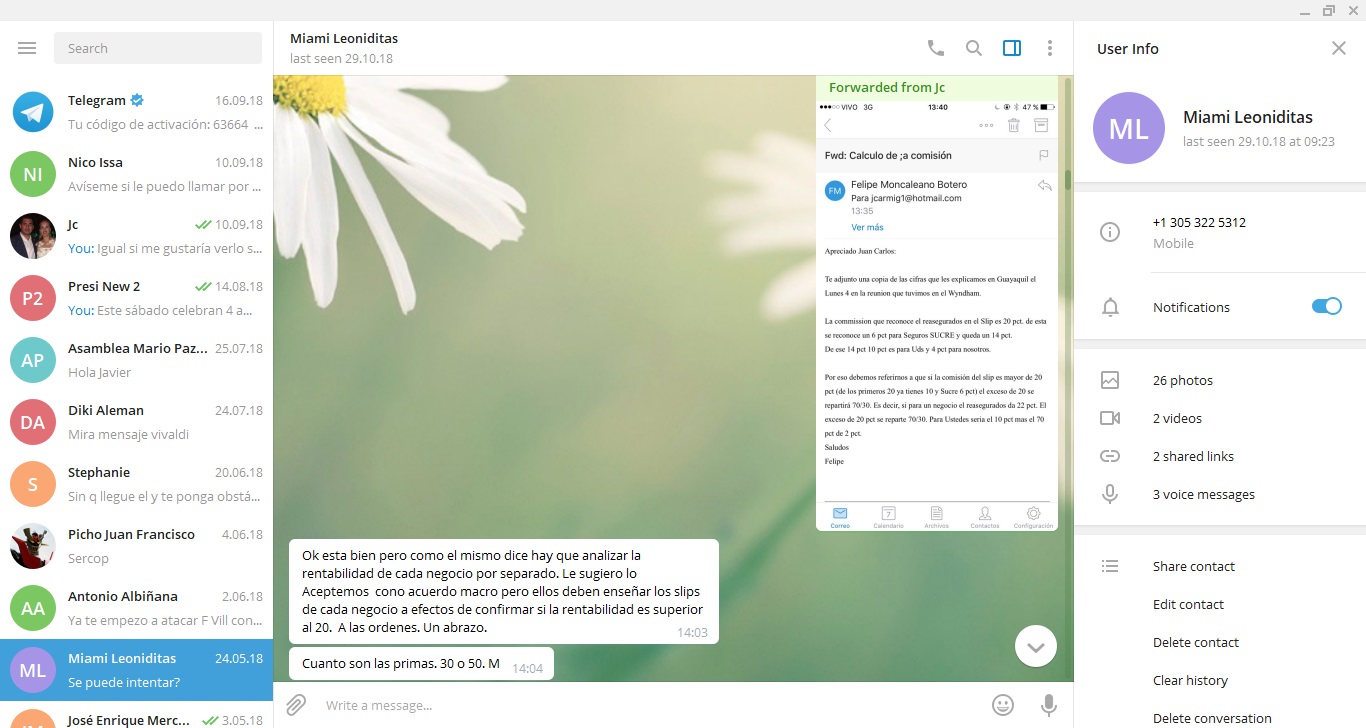 Search
Telegram
16.09.18
Tu código de activación: 63664 ...
NI
Nico Issa
10.09.18
Avíseme si le puedo llamar por ...
Jc
10.09.18
You: Igual si me gustaría verlo s...
P2
Presi New 2
14.08.18
You: Este sábado celebran 4 a...
AP
Asamblea Mario Paz...
25.07.18
Hola Javier
DA
Diki Aleman
24.07.18
Mira mensaje vivaldi
S
Stephanie
20.06.18
Sin q llegue el y te ponga obstá...
Picho Juan Francisco
4.06.18
Sercop
AA
Antonio Albiñana
2.06.18
Ya te empezo a atacar F Vill con...
ML
Miami Leoniditas
24.05.18
Se puede intentar?
José Enrique Merc...
3.05.18
Miami Leoniditas
last seen 29.10.18
Forwarded from Jc
VIVO 3G
13:40
47 %
Fwd: Calculo de ;a comisión
FM
Felipe Moncaleano Botero
Para jcarmig1@hotmail.com
13:35
Ver más
Apreciado Juan Carlos:
Te adjunto una copia de las cifras que les explicamos en Guayaquil el
Lunes 4 en la reunion que tuvimos en el Wyndham.
La commission que reconoce el reasegurados en el Slip es 20 pct. de esta
se reconoce un 6 pct para Seguros SUCRE y queda un 14 pct.
De ese 14 pct 10 pct es para Uds y 4 pct para nosotros.
Por eso debemos referirnos a que si la comisión del slip es mayor de 20
pct (de los primeros 20 ya tienes 10 y Sucre 6 pct) el exceso de 20 se
repartirá 70/30. Es decir, si para un negocio el reasegurados da 22 pct. El
exceso de 20 pct se reparte 70/30. Para Ustedes seria el 10 pct mas el 70
pct de 2 pct.
Saludos
Felipe
Correo
7
Calendario
Archivos
Contactos
Configuración
Ok esta bien pero como el mismo dice hay que analizar la
rentabilidad de cada negocio por separado. Le sugiero lo
Aceptemos cono acuerdo macro pero ellos deben enseñar los slips
de cada negocio a efectos de confirmar si la rentabilidad es superior
al 20. A las ordenes. Un abrazo.
14:03
Cuanto son las primas. 30 o 50. M
14:04
Write a message...
User Info
ML
Miami Leoniditas
last seen 29.10.18 at 09:23
+1 305 322 5312
Mobile
Notifications
26 photos
2 videos
2 shared links
3 voice messages
Share contact
Edit contact
Delete contact
Clear history
Delete conversation